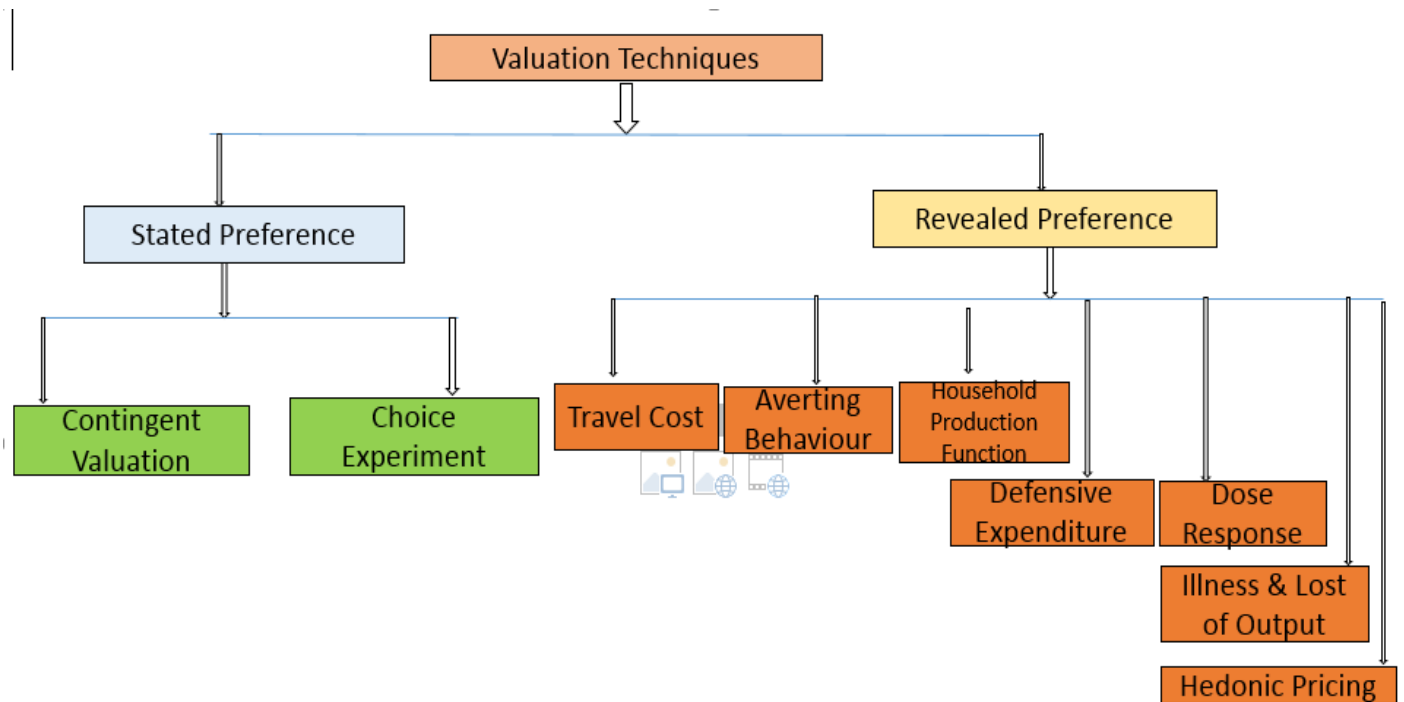 Valuation Techniques
Stated Preference
Revealed Preference
Contingent
Valuation
Choice
Experiment
Travel Cost
Averting
Behaviour
Household
Production
Function
Defensive
Expenditure
Dose
Response
Illness & Lost
of Output
Hedonic Pricing